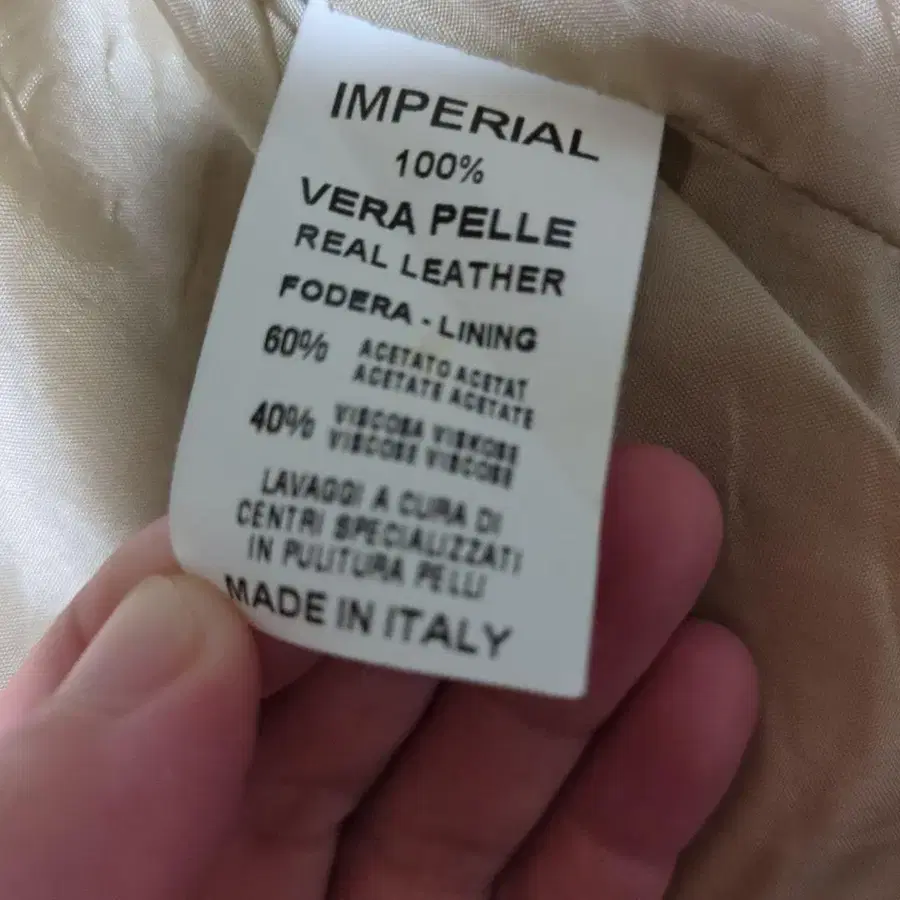 IMPERIAL
100%
VERA PELLE
REAL LEATHER
FODERA - LINING
60% ACETATO ACETAT
ACETATE ACETATE
40% VISCOSA VISKOSE
VISCOSE VISCOSE
LAVAGGI A CURA DI
CENTRI SPECIALIZZATI
IN PULITURA PELLI
MADE IN ITALY